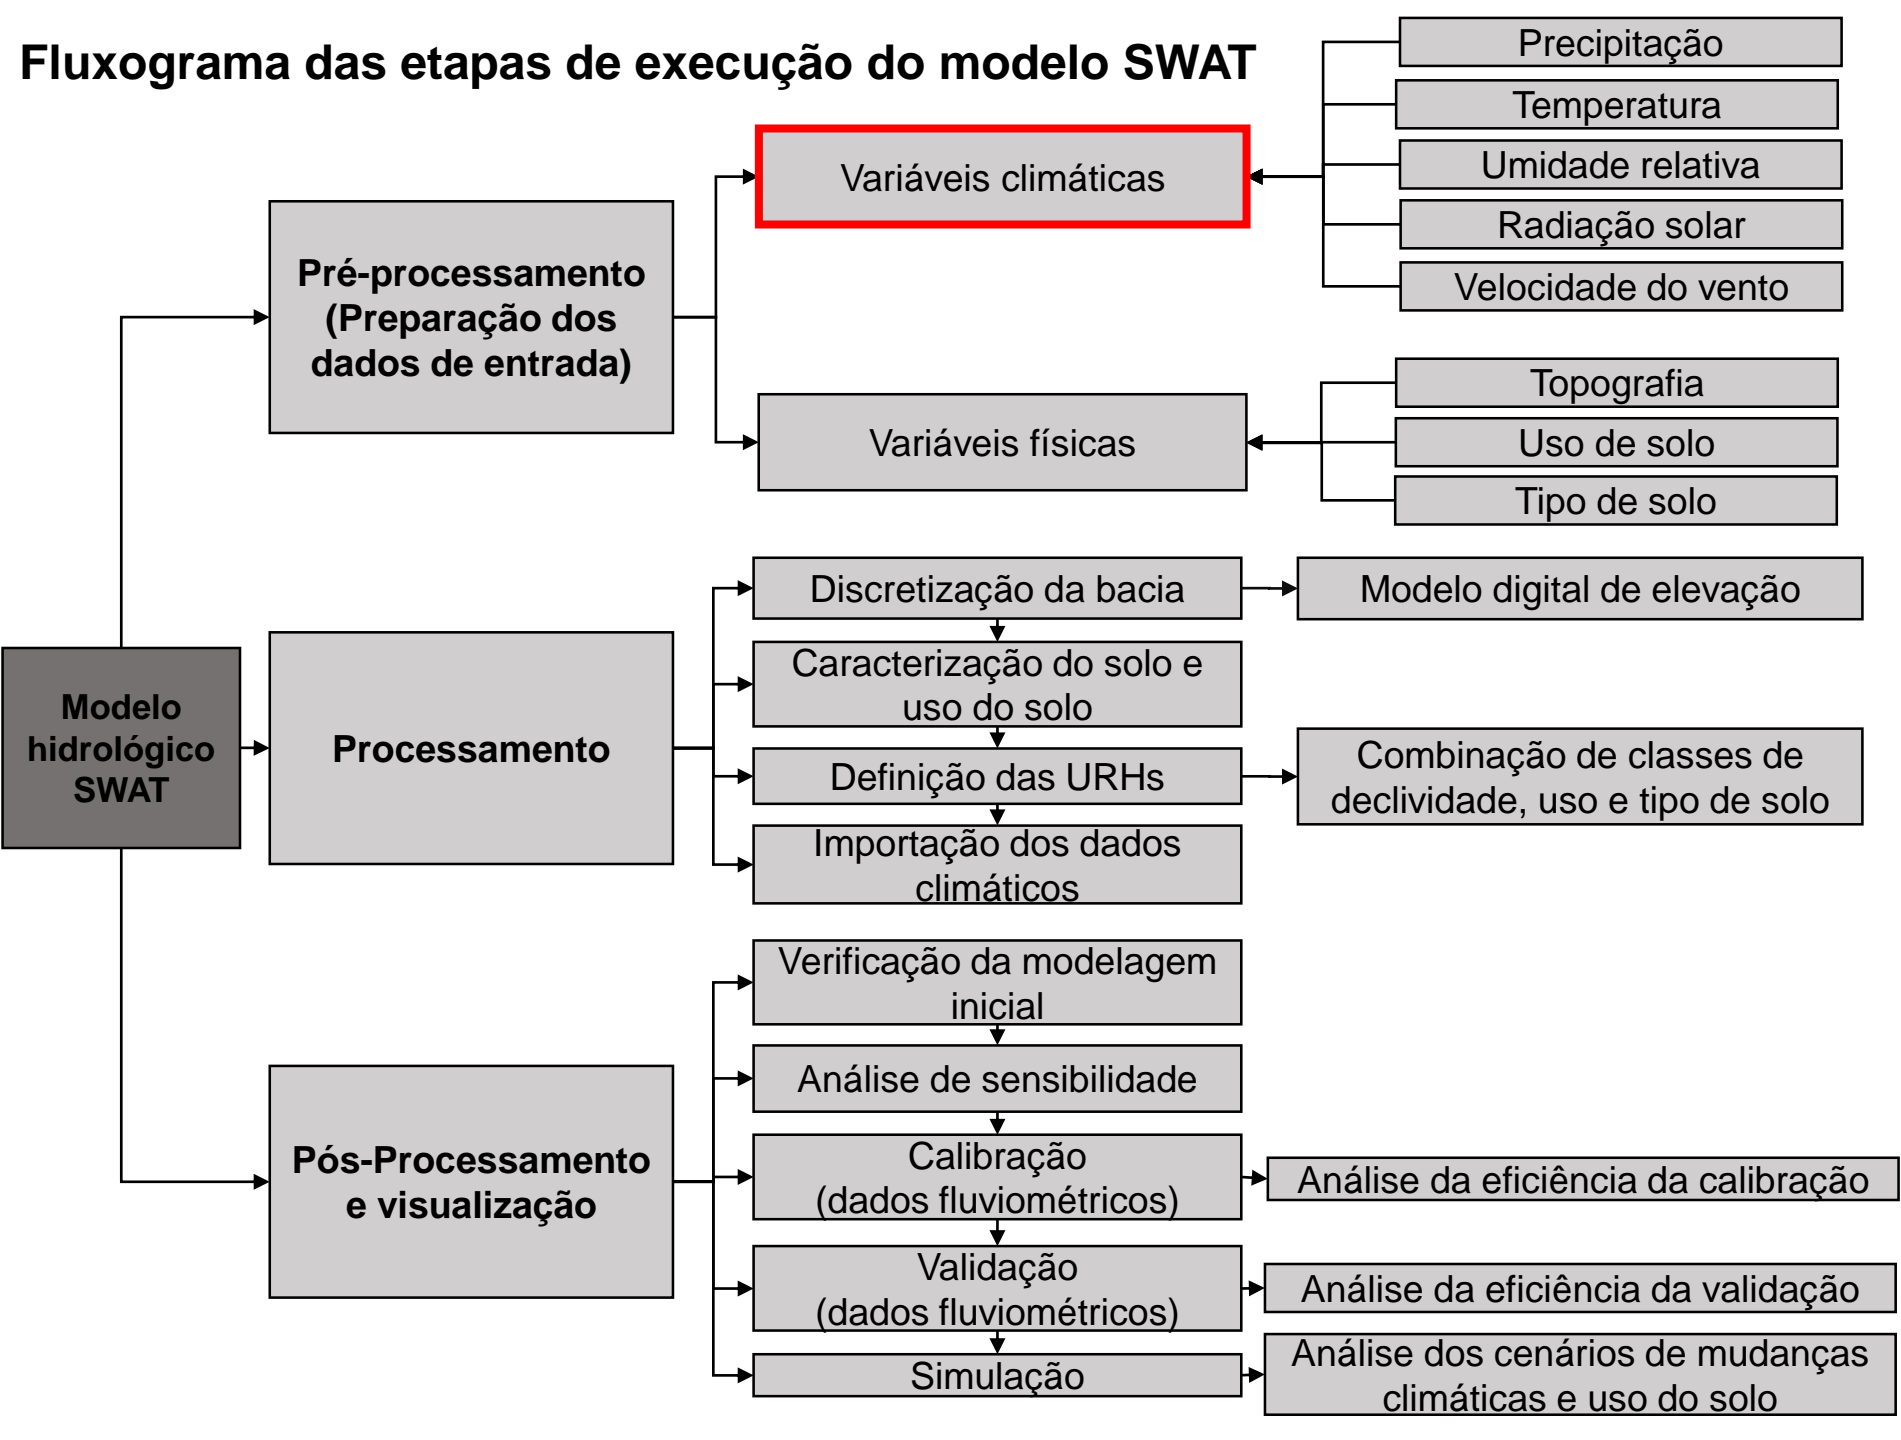 Fluxograma das etapas de execução do modelo SWAT
Precipitação
Temperatura
Umidade relativa
Radiação solar
Velocidade do vento
Variáveis climáticas
Pré-processamento
(Preparação dos
dados de entrada)
Variáveis físicas
Topografia
Uso de solo
Tipo de solo
Modelo
hidrológico
SWAT
Processamento
Discretização da bacia
Modelo digital de elevação
Caracterização do solo e
uso do solo
Definição das URHs
Combinação de classes de
declividade, uso e tipo de solo
Importação dos dados
climáticos
Pós-Processamento
e visualização
Verificação da modelagem
inicial
Análise de sensibilidade
Calibração
(dados fluviométricos)
Análise da eficiência da calibração
Validação
(dados fluviométricos)
Análise da eficiência da validação
Simulação
Análise dos cenários de mudanças
climáticas e uso do solo